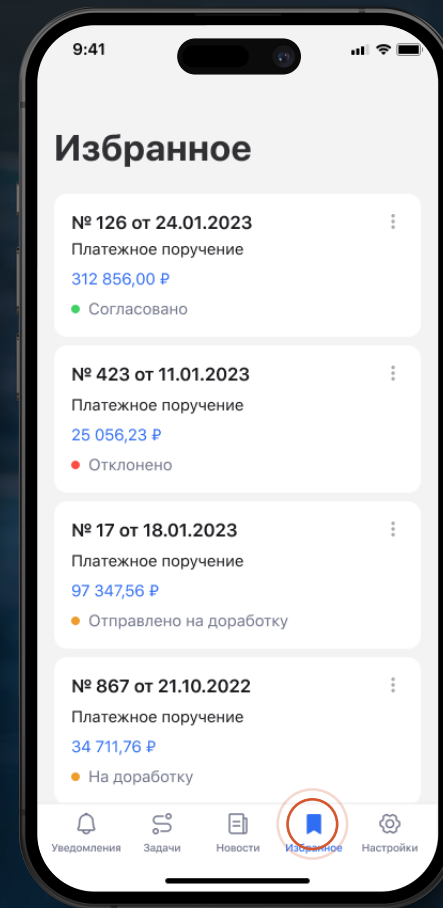 9:41
Избранное
№ 126 от 24.01.2023
Платежное поручение
312 856,00 ₽
Согласовано
№ 423 от 11.01.2023
Платежное поручение
25 056,23 ₽
Отклонено
№ 17 от 18.01.2023
Платежное поручение
97 347,56 ₽
Отправлено на доработку
№ 867 от 21.10.2022
Платежное поручение
34 711,76 ₽
На доработку
Уведомления Задачи Новости Избранное Настройки